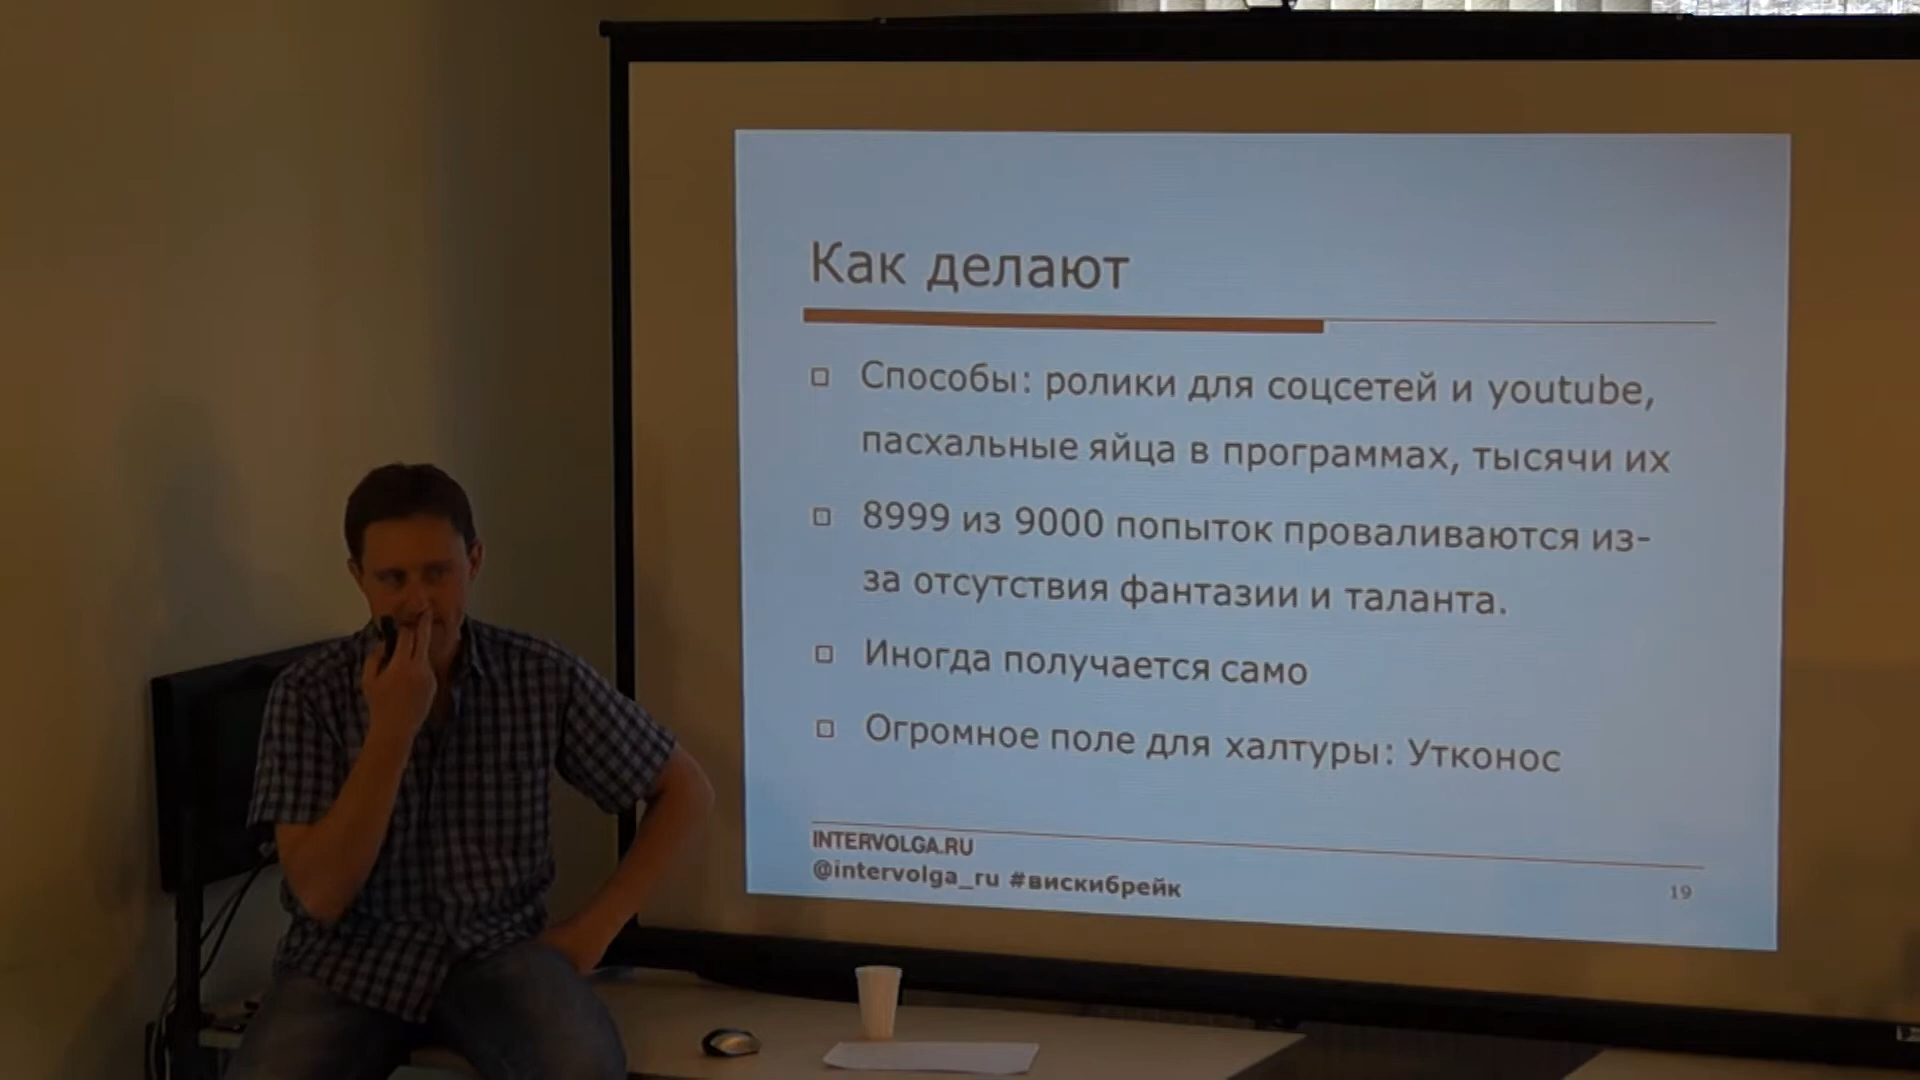 Как делают
Способы: ролики для соцсетей и youtube,
пасхальные яйца в программах, тысячи их
8999 из 9000 попыток проваливаются из-
за отсутствия фантазии и таланта.
Иногда получается само
Огромное поле для халтуры: Утконос
INTERVOLGA.RU
@intervolga_ru #вискибрейк
19